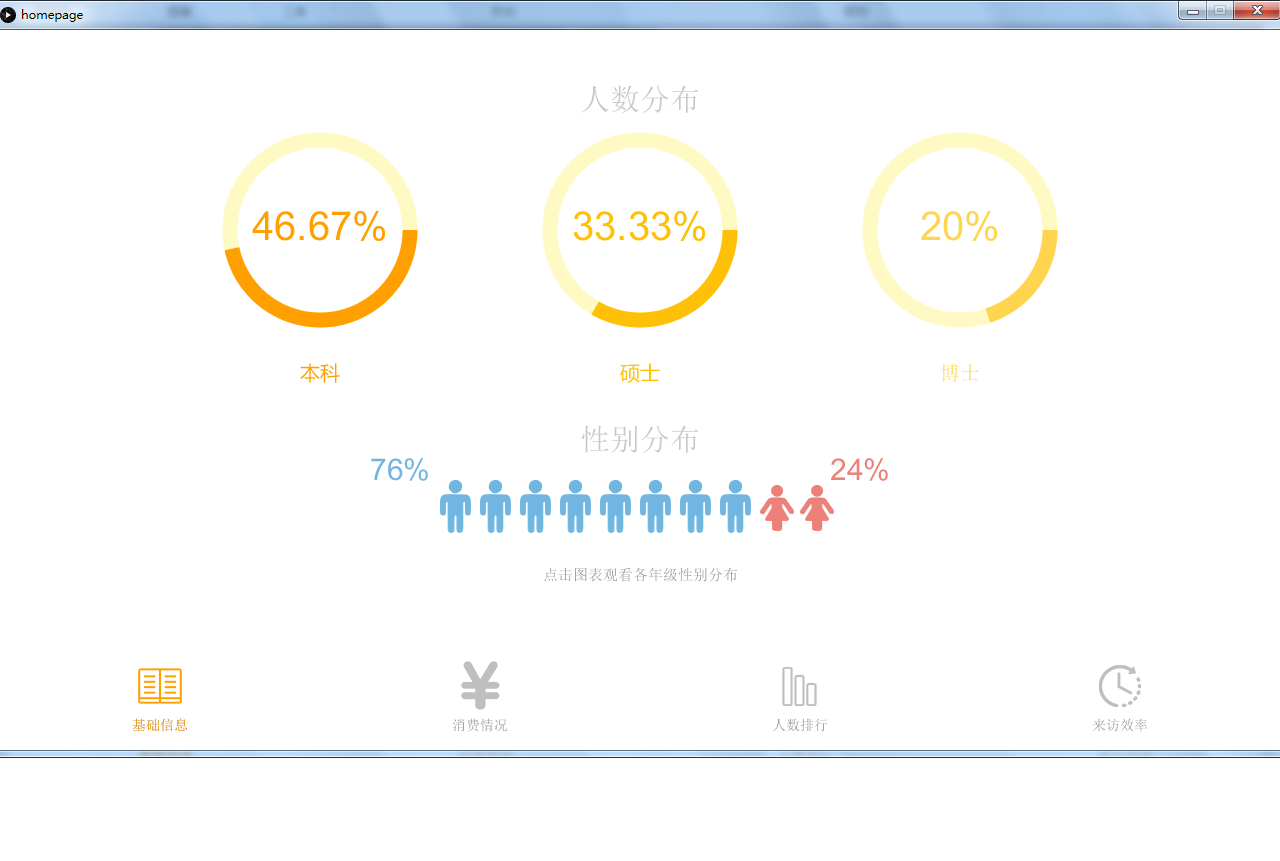 homepage
人数分布
46.67%
33.33%
20%
本科
硕士
博士
性别分布
76%
24%
点击图表观看各年级性别分布
基础信息
消费情况
人数排行
来访效率